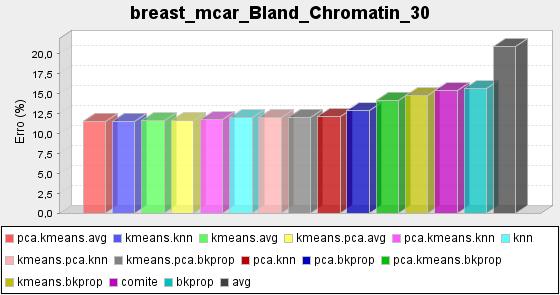 breast_mcar_Bland_Chromatin_30
Erro (%)
20,0
17,5
15,0
12,5
10,0
7,5
5,0
2,5
0,0
pca.kmeans.avg kmeans.knn kmeans.avg kmeans.pca.avg pca.kmeans.knn knn
kmeans.pca.knn kmeans.pca.bkprop pca.knn pca.bkprop pca.kmeans.bkprop
kmeans.bkprop comite bkprop avg